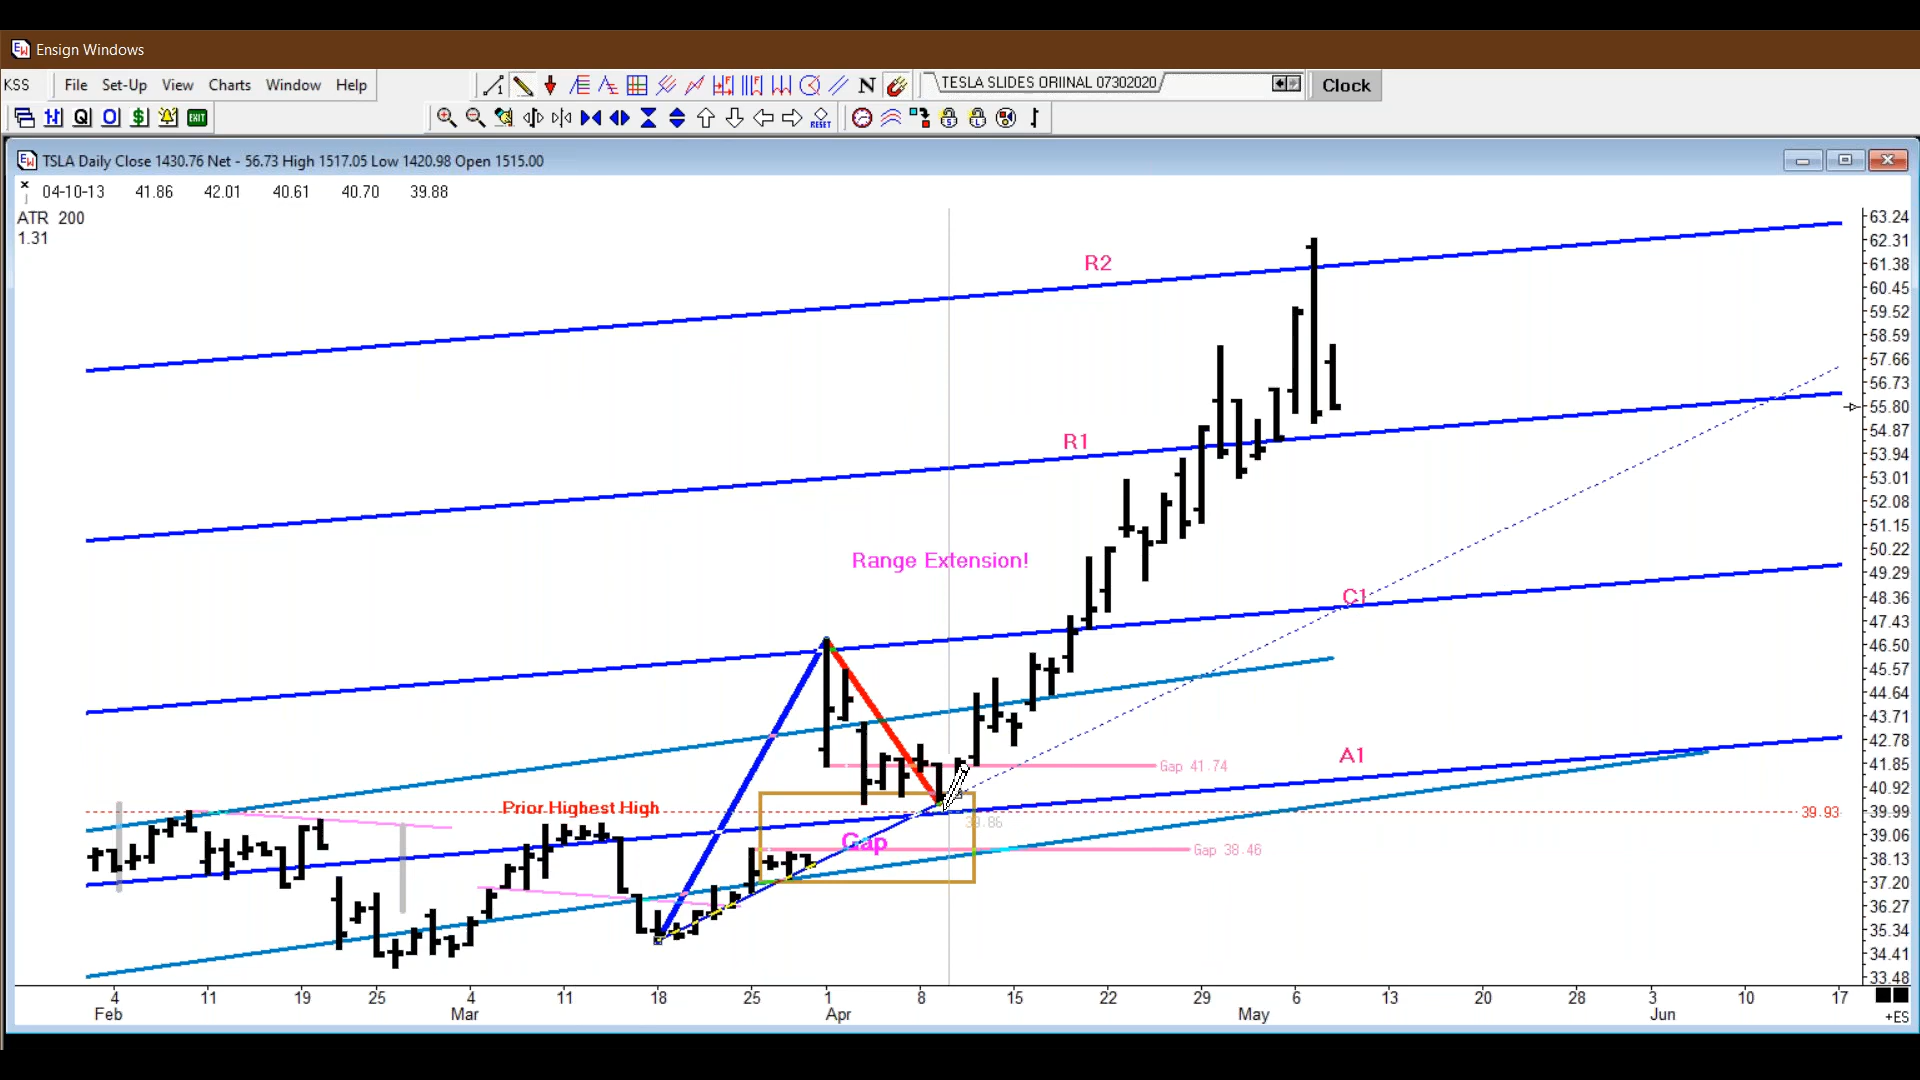 Ensign Windows
KSS File Set-Up View Charts Window Help
N
TESLA SLIDES ORIINAL 07302020
Clock
Q O $ EXIT
RESET
TSLA Daily Close 1430.76 Net - 56.73 High 1517.05 Low 1420.98 Open 1515.00
04-10-13 41.86 42.01 40.61 40.70 39.88
ATR 200
1.31
R2
R1
Range Extension!
C1
A1
Gap 41.74
Prior Highest High
39.93
39.86
Gap
Gap 38.46
63.24
62.31
61.38
60.45
59.52
58.59
57.66
56.73
55.80
54.87
53.94
53.01
52.08
51.15
50.22
49.29
48.36
47.43
46.50
45.57
44.64
43.71
42.78
41.85
40.92
39.99
39.06
38.13
37.20
36.27
35.34
34.41
33.48
4 11 19 25 4 11 18 25 1 8 15 22 29 6 13 20 28 3 10 17
Feb Mar Apr May Jun
+ES